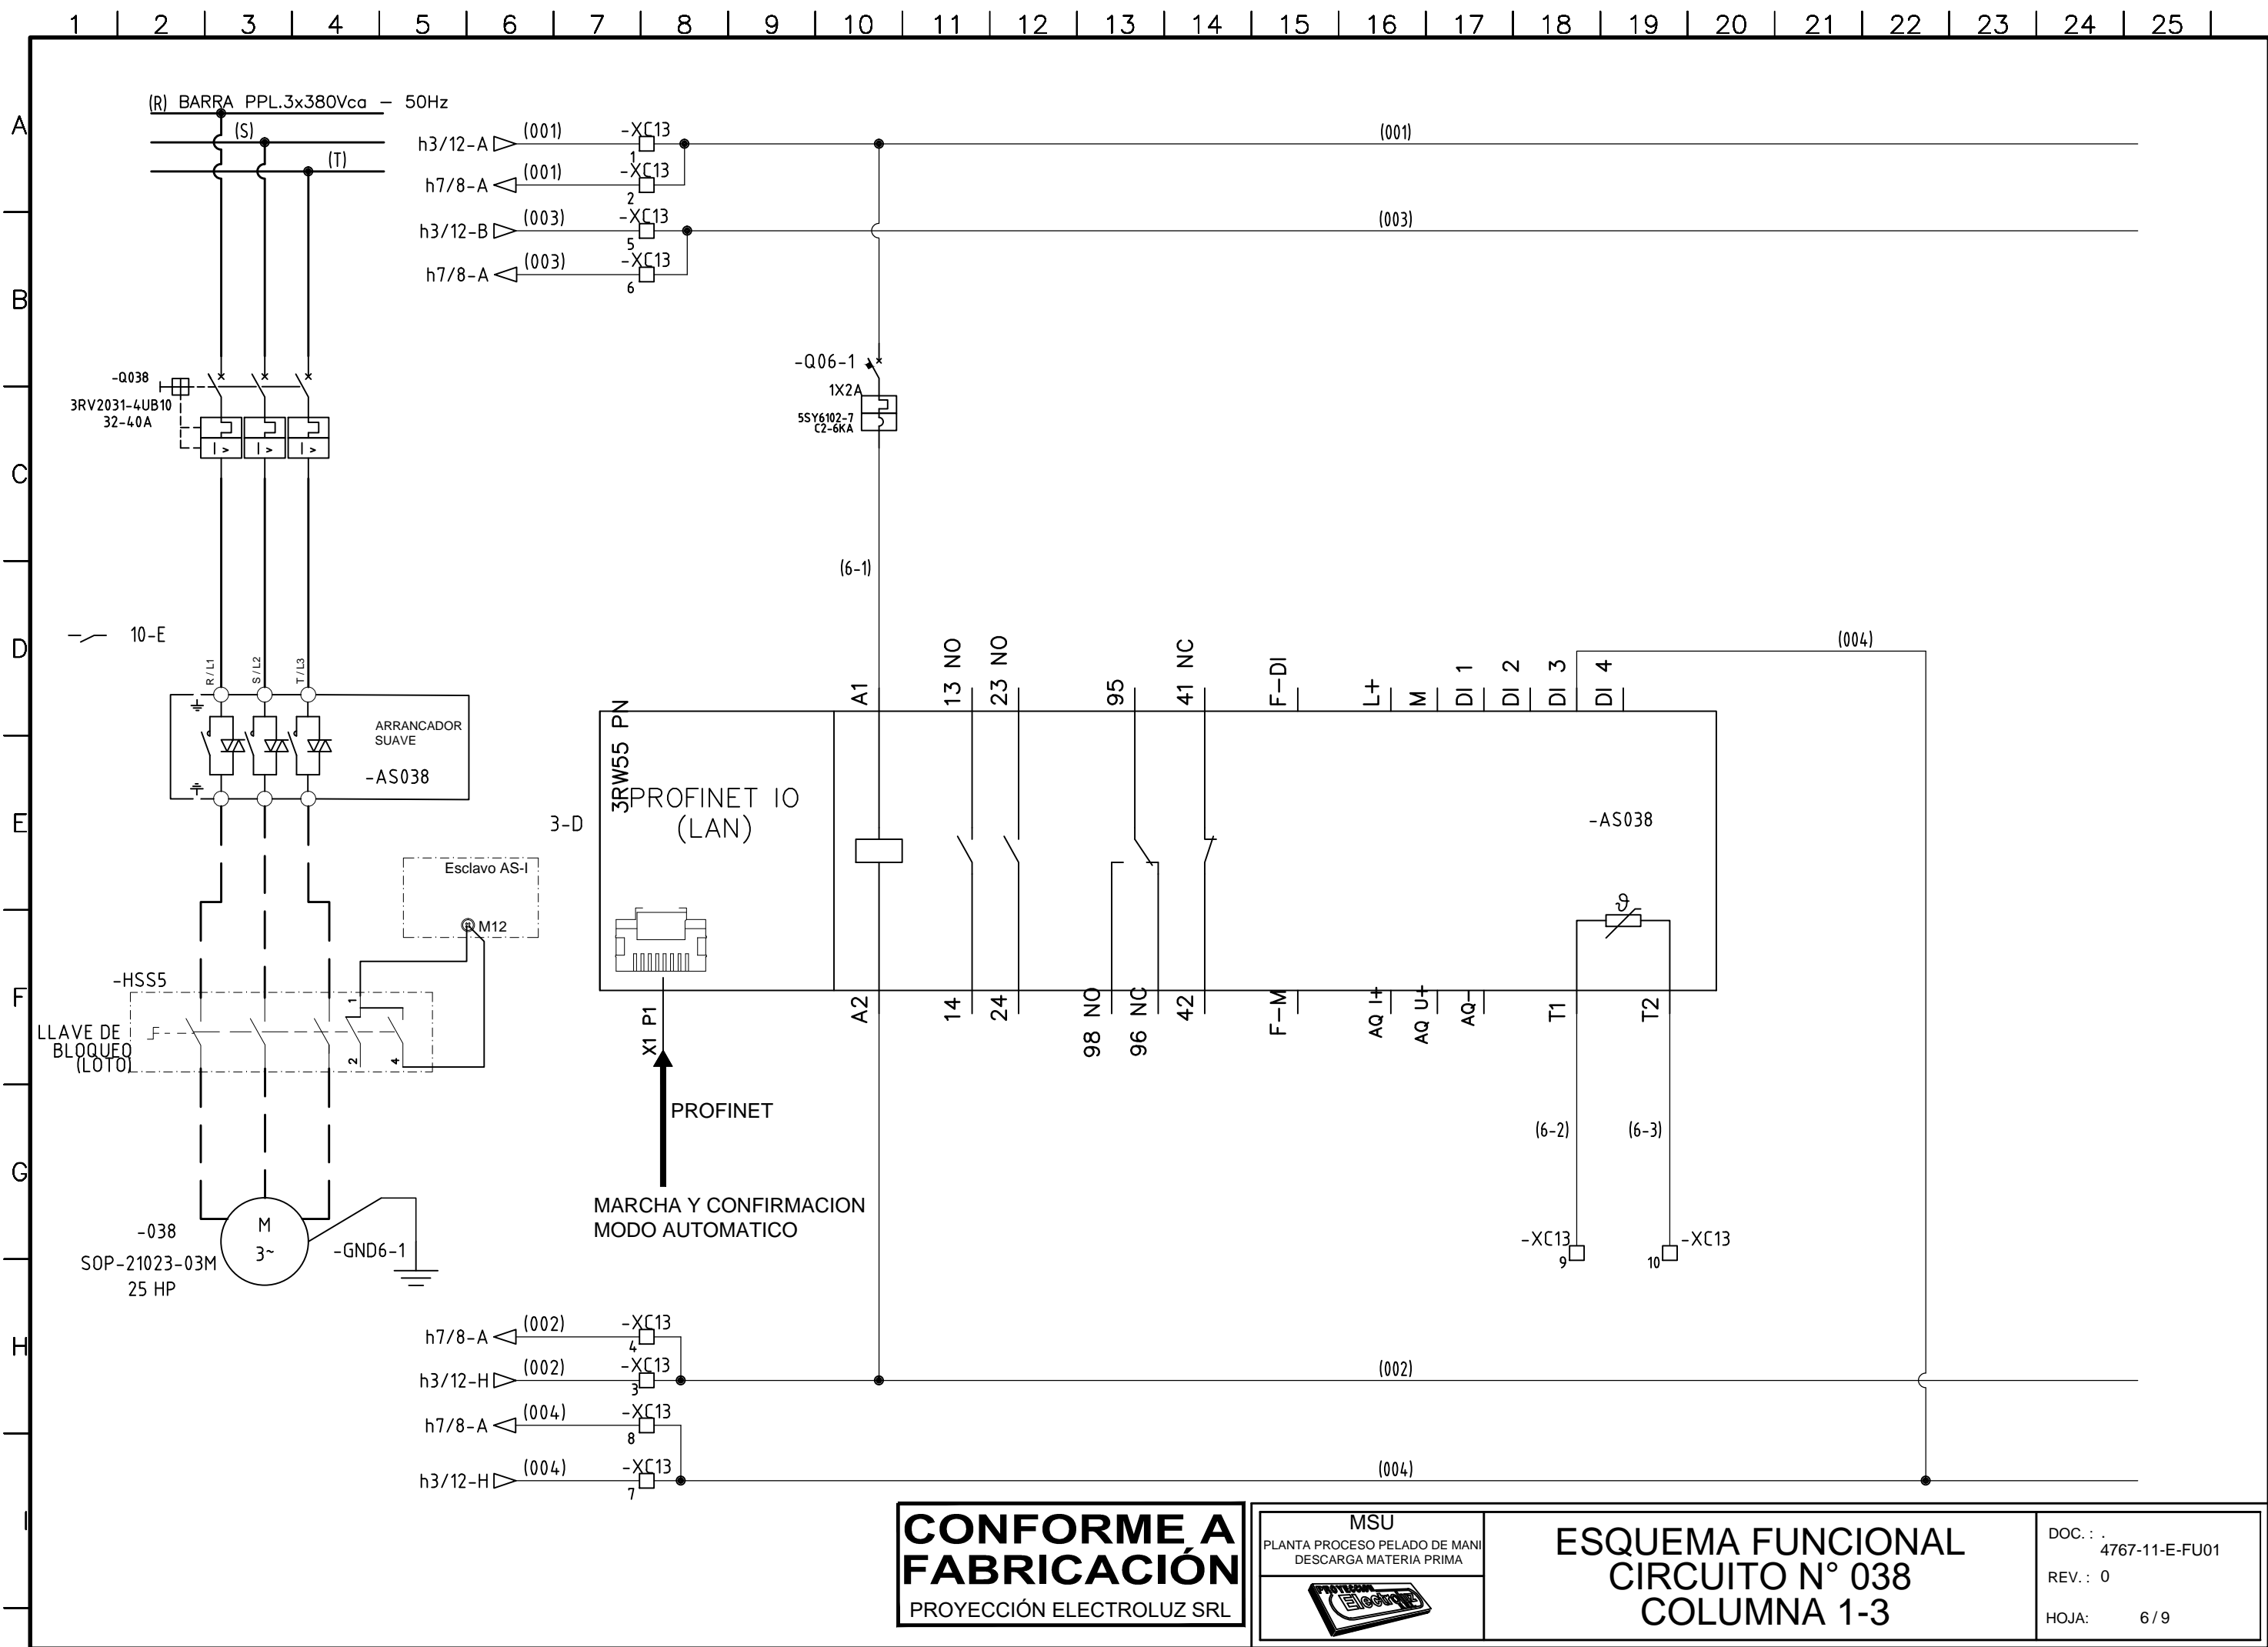 1 2 3 4 5 6 7 8 9 10 11 12 13 14 15 16 17 18 19 20 21 22 23 24 25
A
B
C
D
E
F
G
H
I
(R) BARRA PPL.3x380Vca - 50Hz
(S)
(T)
h3/12-A (001) -XC13 1 (001)
h7/8-A (001) -XC13 2
h3/12-B (003) -XC13 5 (003)
h7/8-A (003) -XC13 6
-Q038
3RV2031-4UB10
32-40A
I > I > I >
-Q06-1
1X2A
5SY6102-7
C2-6KA
(6-1)
10-E
R/L1 S/L2 T/L3
ARRANCADOR
SUAVE
-AS038
(004)
A1 13 NO 23 NO 95 41 NC F-DI L+ M DI 1 DI 2 DI 3 DI 4
3RW55 PN
PROFINET IO
(LAN)
3-D
-AS038
ϑ
Esclavo AS-I
M12
-HSS5
LLAVE DE
BLOQUEO
(LOTO)
1
2 4
X1 P1
A2 14 24 98 NO 96 NC 42 F-M AQ I+ AQ U+ AQ- T1 T2
PROFINET
MARCHA Y CONFIRMACION
MODO AUTOMATICO
(6-2) (6-3)
-XC13 9
10 -XC13
M
3~
-038
SOP-21023-03M
25 HP
-GND6-1
h7/8-A (002) -XC13 4
h3/12-H (002) -XC13 3 (002)
h7/8-A (004) -XC13 8
h3/12-H (004) -XC13 7 (004)
CONFORME A
FABRICACIÓN
PROYECCIÓN ELECTROLUZ SRL
MSU
PLANTA PROCESO PELADO DE MANI
DESCARGA MATERIA PRIMA
PROYECCION
Electroluz
ESQUEMA FUNCIONAL
CIRCUITO N° 038
COLUMNA 1-3
DOC. : .
4767-11-E-FU01
REV. : 0
HOJA: 6 / 9